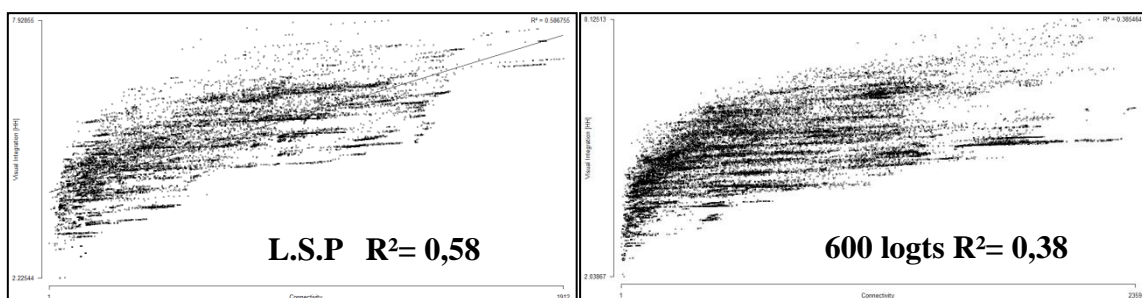 7.92855
R² = 0.586755
Visual Integration [HH]
L.S.P R²= 0,58
2.22544
1
Connectivity
1912
8.12513
R² = 0.385464
Visual Integration [HH]
600 logts R²= 0,38
2.03867
1
Connectivity
2359